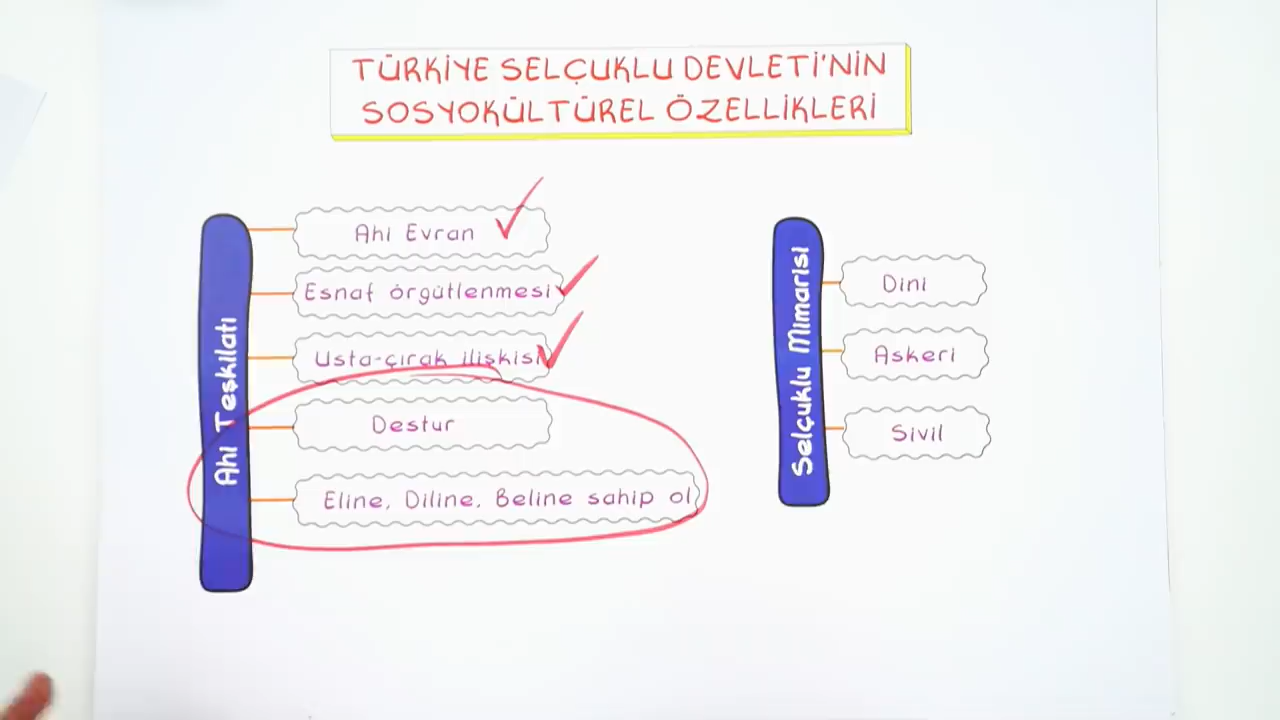 TÜRKİYE SELÇUKLU DEVLETİ'NİN
SOSYOKÜLTÜREL ÖZELLİKLERİ
Ahi Teşkilatı
Ahi Evran
Esnaf örgütlenmesi
Usta-çırak ilişkisi
Destur
Eline, Diline, Beline sahip ol
Selçuklu Mimarisi
Dini
Askeri
Sivil